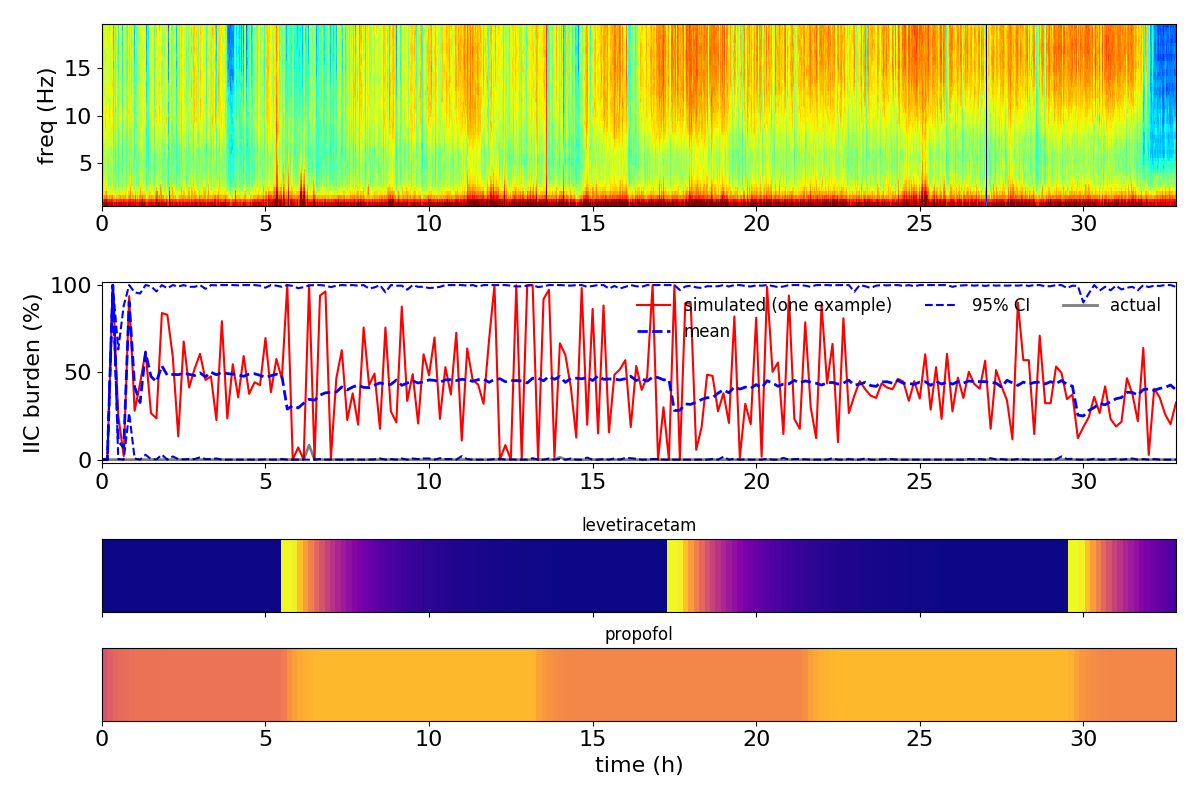 15
10
5
freq (Hz)
0 5 10 15 20 25 30
100
50
0
IIC burden (%)
simulated (one example) 95% CI actual
mean
0 5 10 15 20 25 30
levetiracetam
propofol
0 5 10 15 20 25 30
time (h)